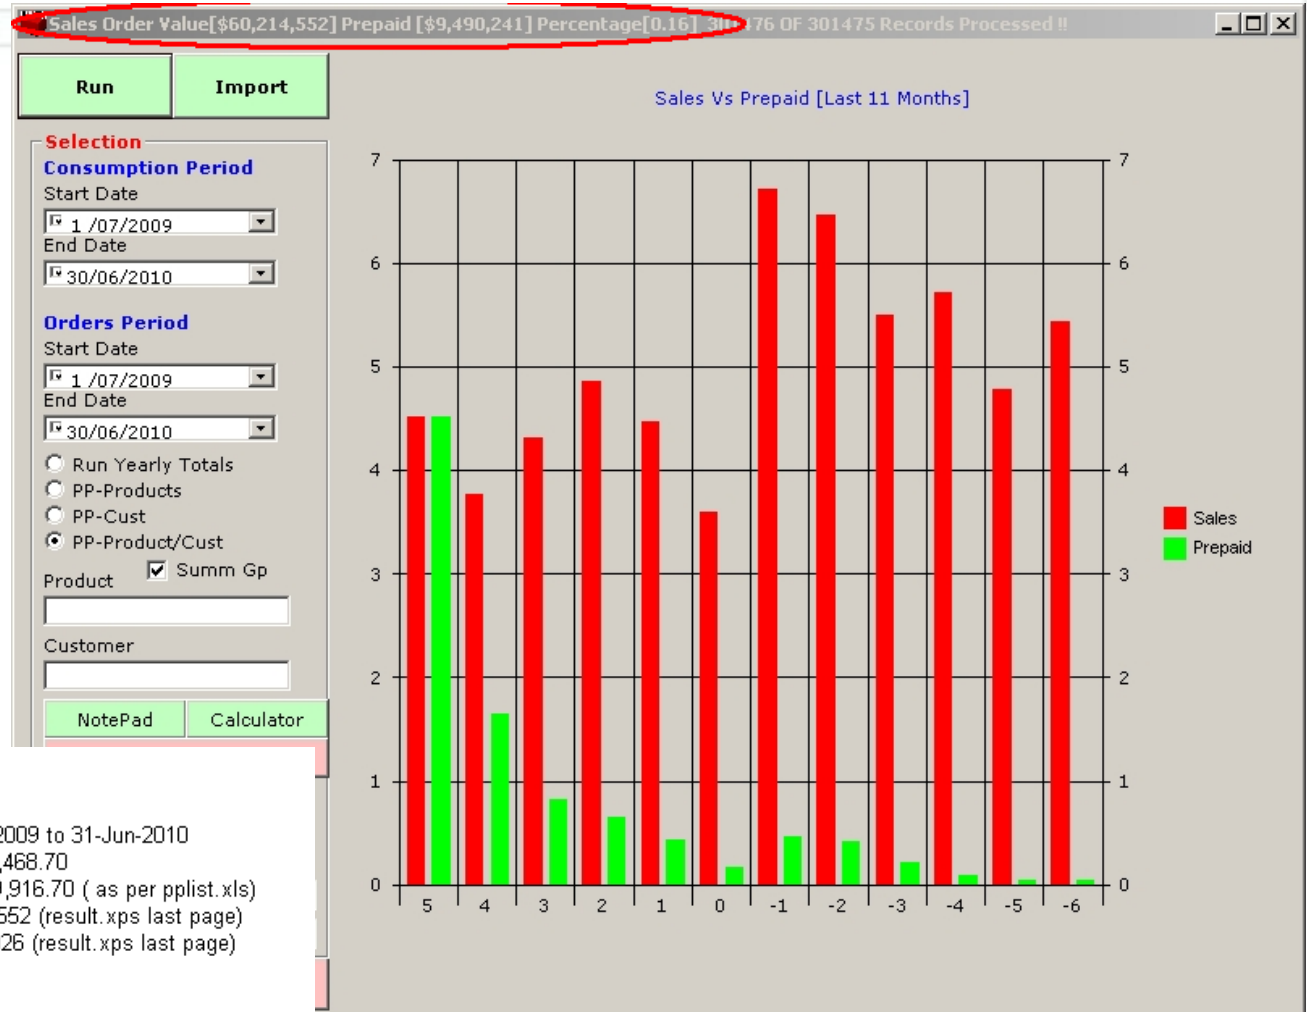 Sales Order Value[$60,214,552] Prepaid [$9,490,241] Percentage[0.16] 301476 OF 301475 Records Processed !!
Run
Import
Sales Vs Prepaid [Last 11 Months]
Selection
Consumption Period
Start Date
1 /07/2009
End Date
30/06/2010
Orders Period
Start Date
1 /07/2009
End Date
30/06/2010
Run Yearly Totals
PP-Products
PP-Cust
PP-Product/Cust
Summ Gp
Product
Customer
NotePad
Calculator
2009 to 31-Jun-2010
,468.70
,916.70 ( as per pplist.xls)
552 (result.xps last page)
26 (result.xps last page)
7 7
6 6
5 5
4 4
3 3
2 2
1 1
0 0
5 4 3 2 1 0 -1 -2 -3 -4 -5 -6
Sales
Prepaid